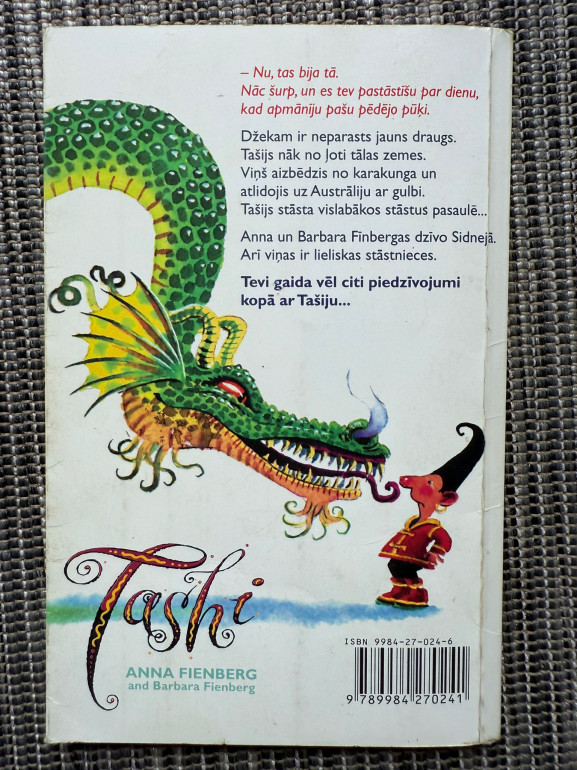 – Nu, tas bija tā.
Nāc šurp, un es tev pastāstīšu par dienu,
kad apmāniju pašu pēdējo pūķi.
Džekam ir neparasts jauns draugs.
Tašijs nāk no ļoti tālas zemes.
Viņš aizbēdzis no karakunga un
atlidojis uz Austrāliju ar gulbi.
Tašijs stāsta vislabākos stāstus pasaulē...
Anna un Barbara Fīnbergas dzīvo Sidnejā.
Arī viņas ir lieliskas stāstnieces.
Tevi gaida vēl citi piedzīvojumi
kopā ar Tašiju...
Tashi
ANNA FIENBERG
and Barbara Fienberg
ISBN 9984-27-024-6
9 789984 270241